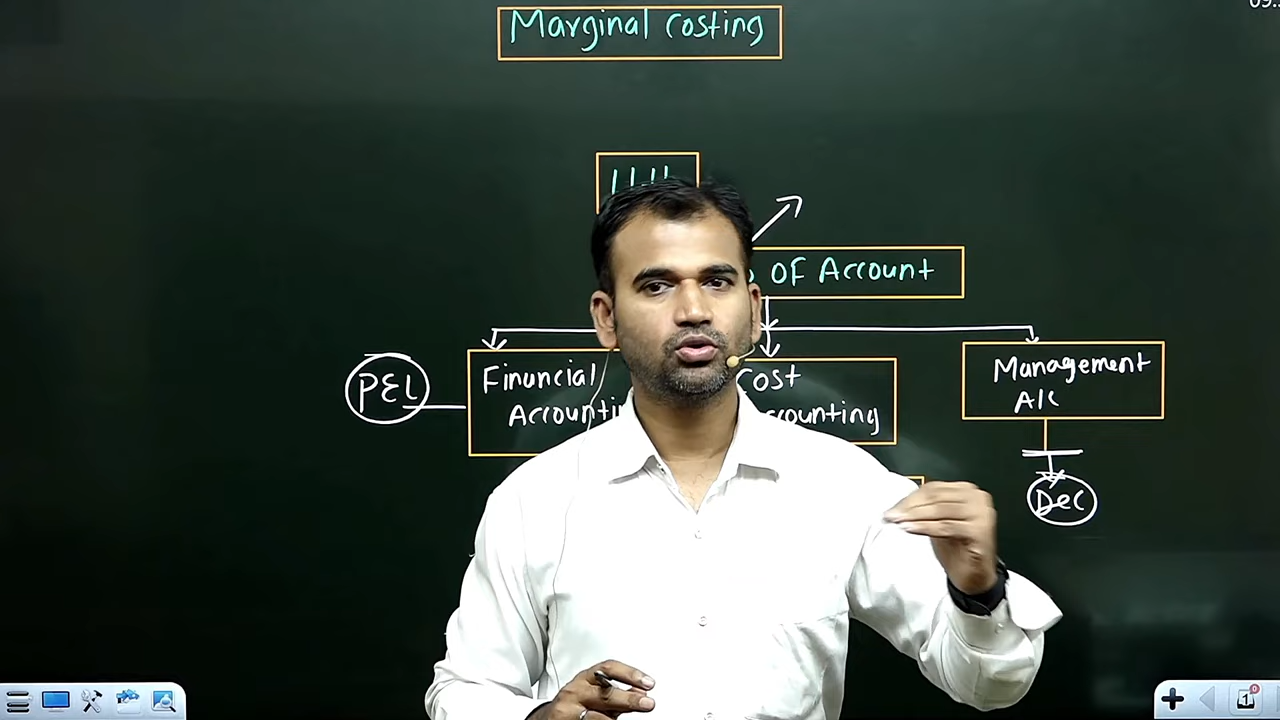 Marginal costing
OF Account
Financial
Accounti
Cost
ccounting
Management
A/c
P&L
Dec